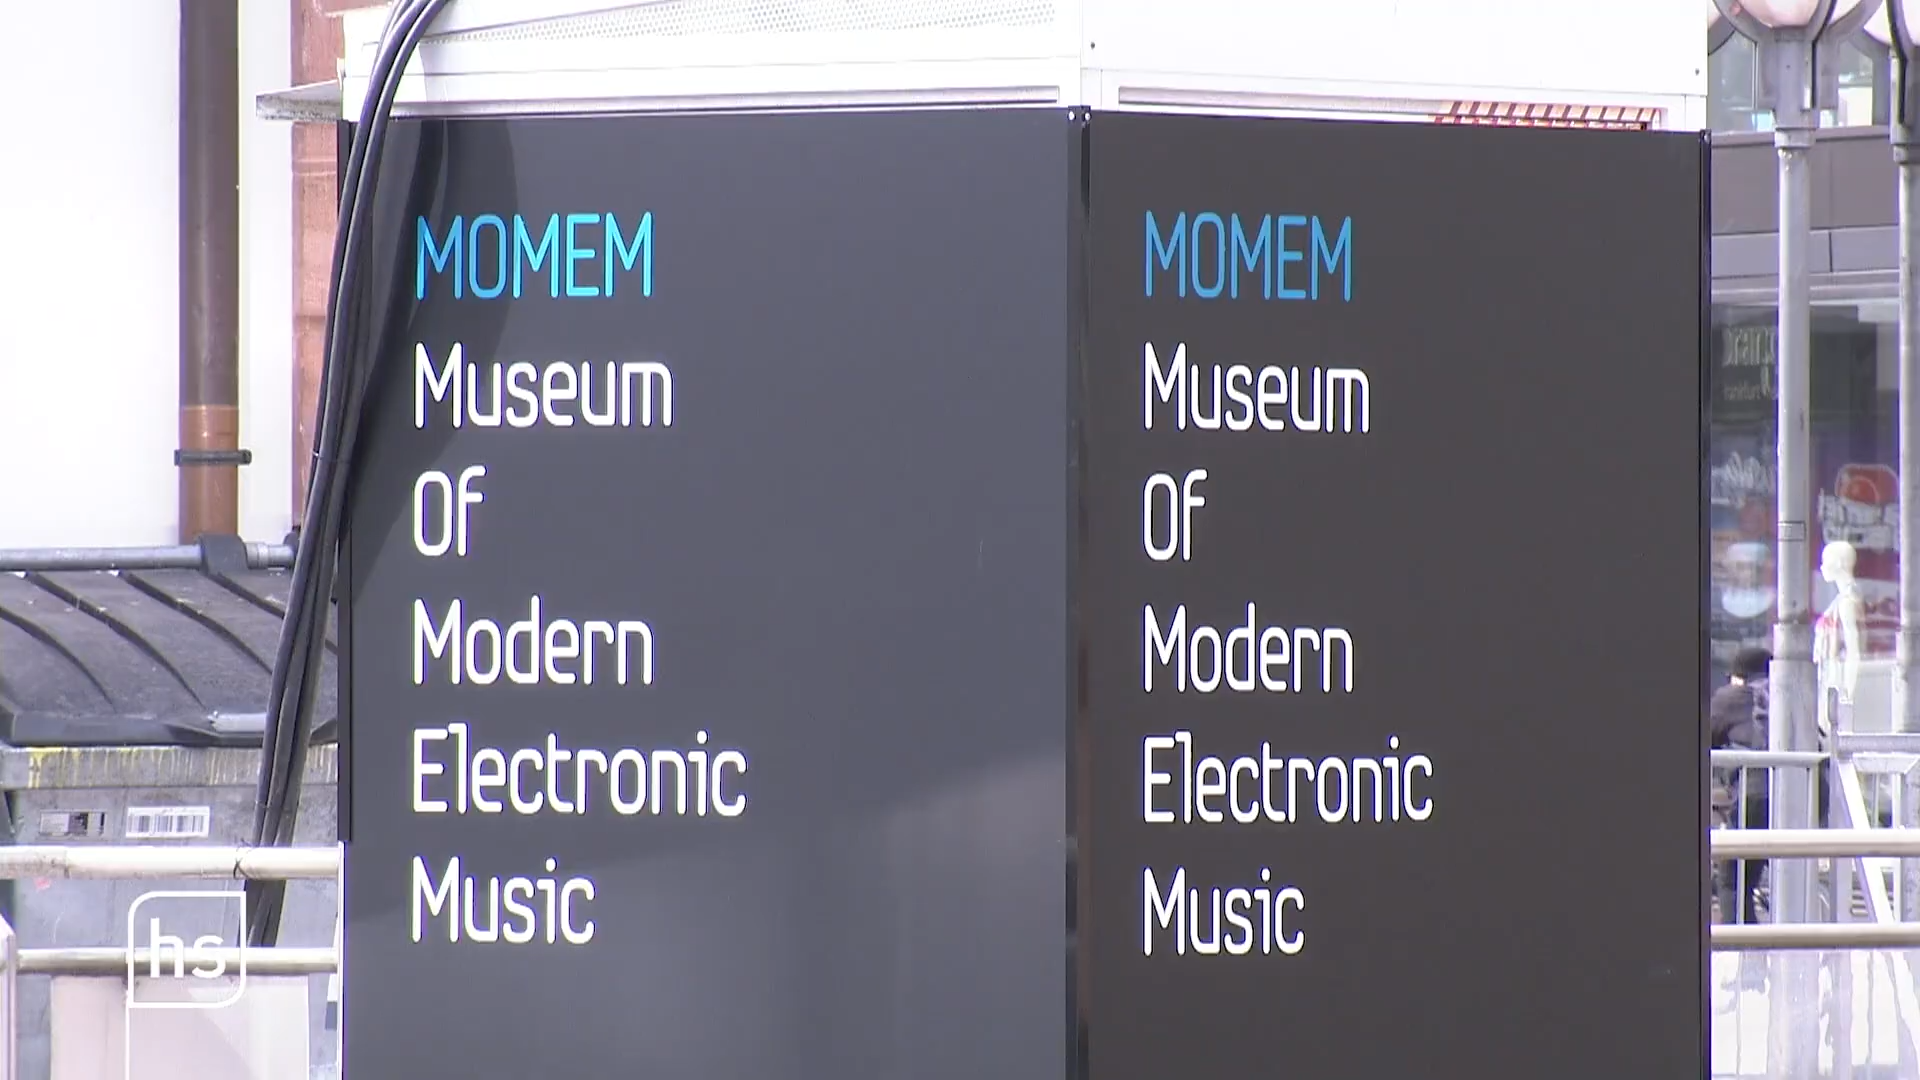 MOMEM
Museum
Of
Modern
Electronic
Music
MOMEM
Museum
Of
Modern
Electronic
Music
hs